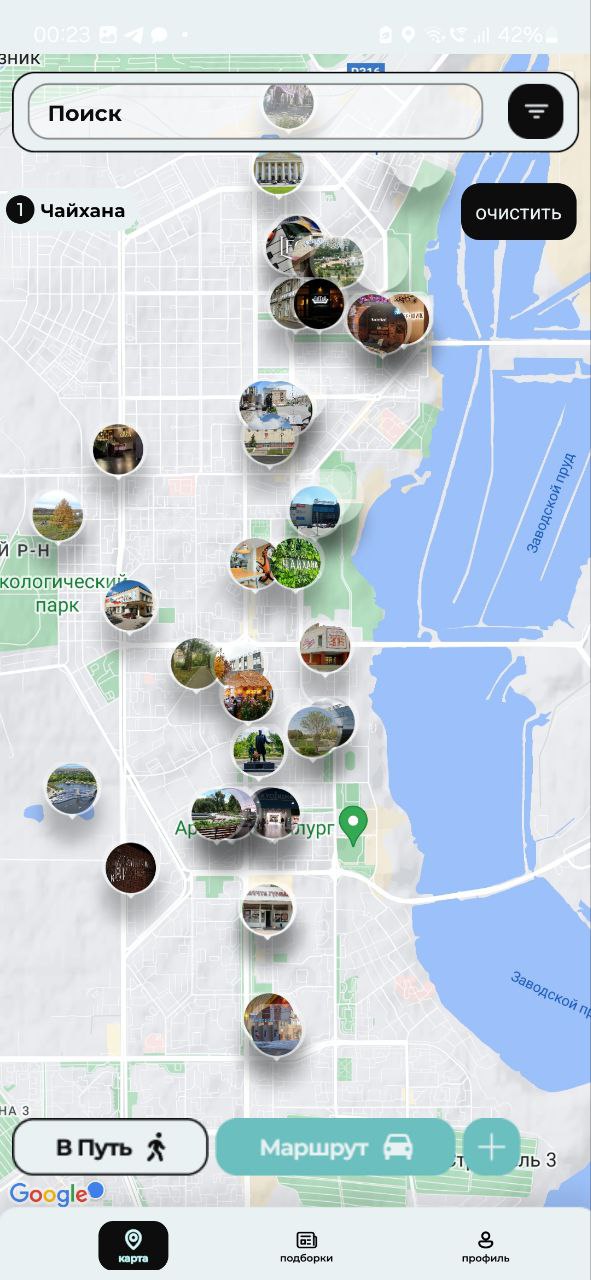 00:23
42%
зник
P316
Поиск
1 Чайхана
очистить
ЧАЙХАНА
Заводской пруд
Й Р-Н
кологический
парк
Ар
лург
Заводской пр
НА 3
В Путь
Маршрут
ль 3
Google
карта
подборки
профиль